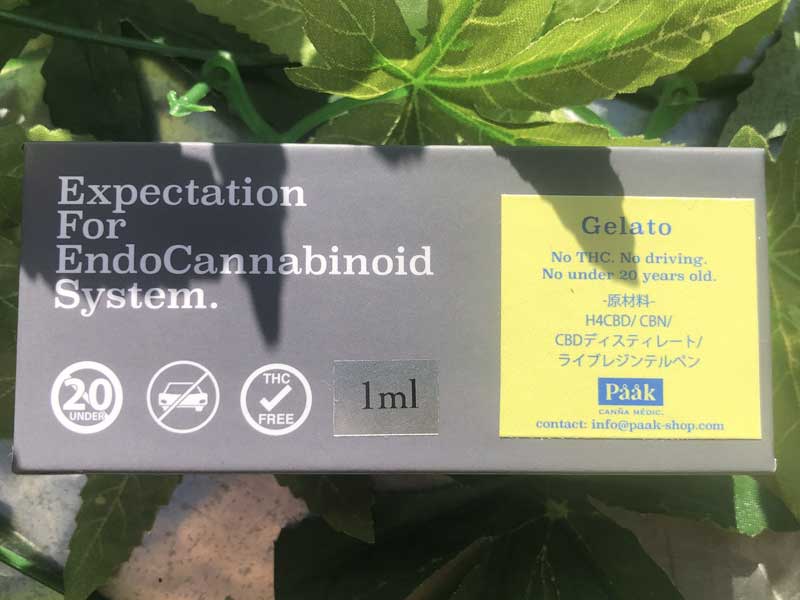 Expectation
For
EndoCannabinoid
System.
20
UNDER
THC
FREE
1ml
Gelato
No THC. No driving.
No under 20 years old.
-原材料-
H4CBD/ CBN/
CBDディスティレート/
ライブレジンテルペン
Pååk
CANÑA MÉDIC.
contact: info@paak-shop.com